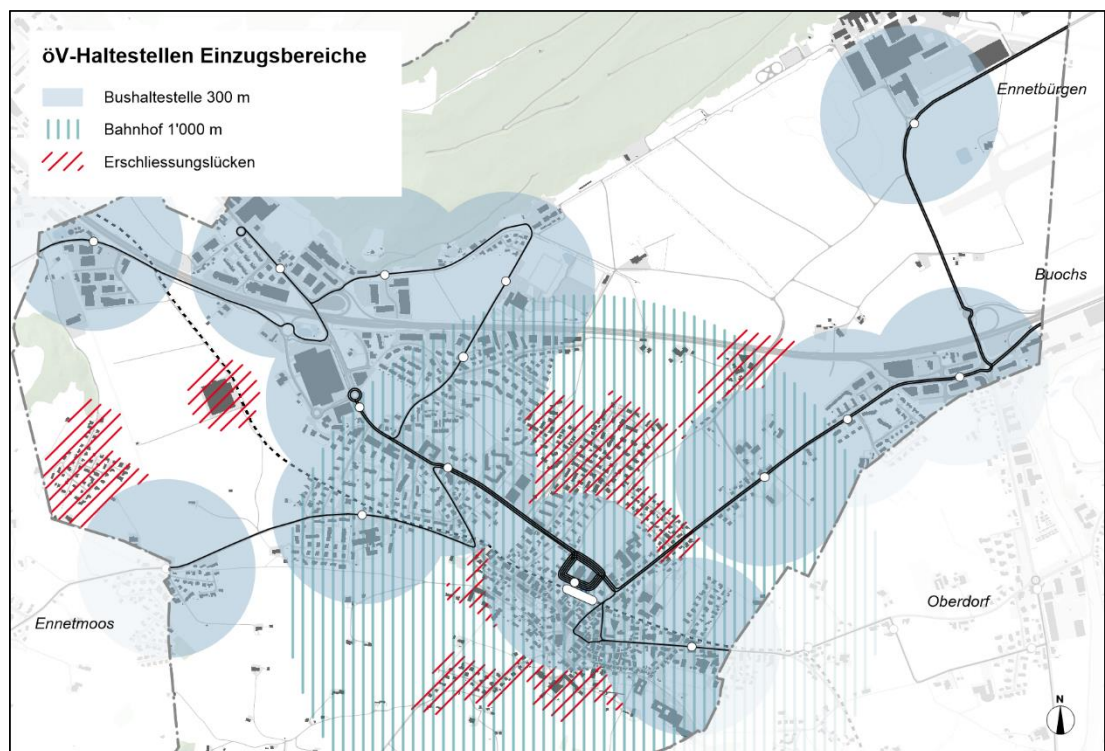 öV-Haltestellen Einzugsbereiche
Bushaltestelle 300 m
Bahnhof 1'000 m
Erschliessungslücken
Ennetbürgen
Buochs
Oberdorf
Ennetmoos
N